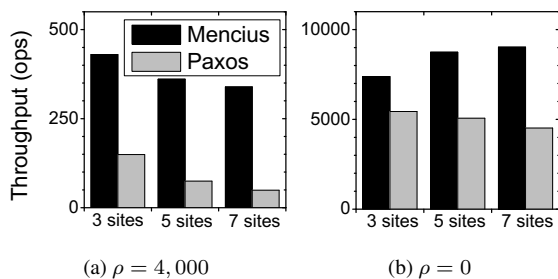 Throughput (ops)
500
250
0
Mencius
Paxos
3 sites 5 sites 7 sites
(a) ρ = 4, 000
10000
5000
0
3 sites 5 sites 7 sites
(b) ρ = 0